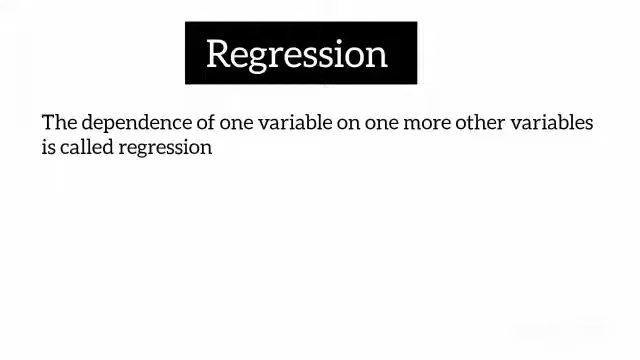 Regression
The dependence of one variable on one more other variables
is called regression